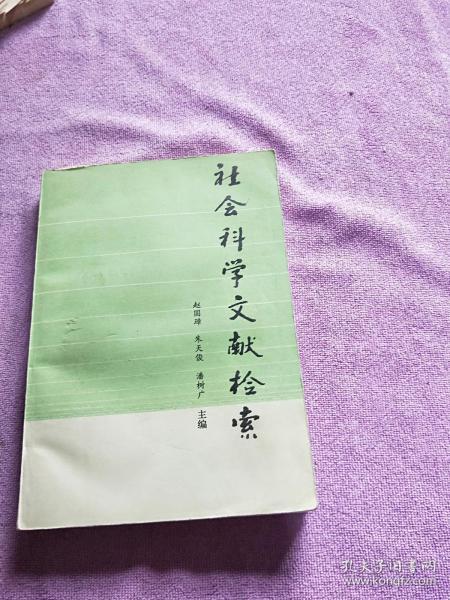 社会科学文献检索
赵国璋 朱天俊 潘树广 主编
孔夫子旧书网
www.kongfz.com